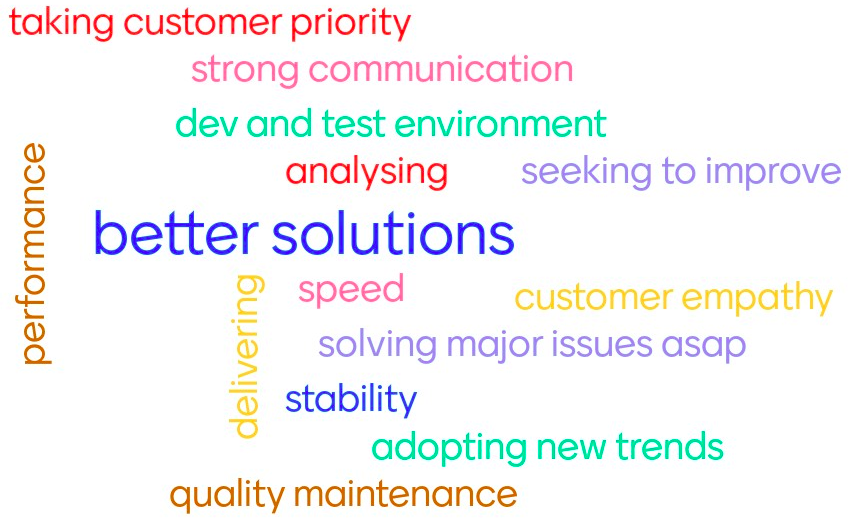 taking customer priority
strong communication
dev and test environment
analysing
seeking to improve
performance
better solutions
delivering
speed
customer empathy
solving major issues asap
stability
adopting new trends
quality maintenance